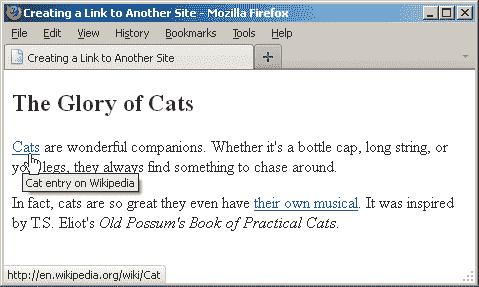 Creating a Link to Another Site - Mozilla Firefox
File Edit View History Bookmarks Tools Help
Creating a Link to Another Site
The Glory of Cats
Cats are wonderful companions. Whether it's a bottle cap, long string, or
legs, they always find something to chase around.
Cat entry on Wikipedia
In fact, cats are so great they even have their own musical. It was inspired
by T.S. Eliot's Old Possum's Book of Practical Cats.
http://en.wikipedia.org/wiki/Cat